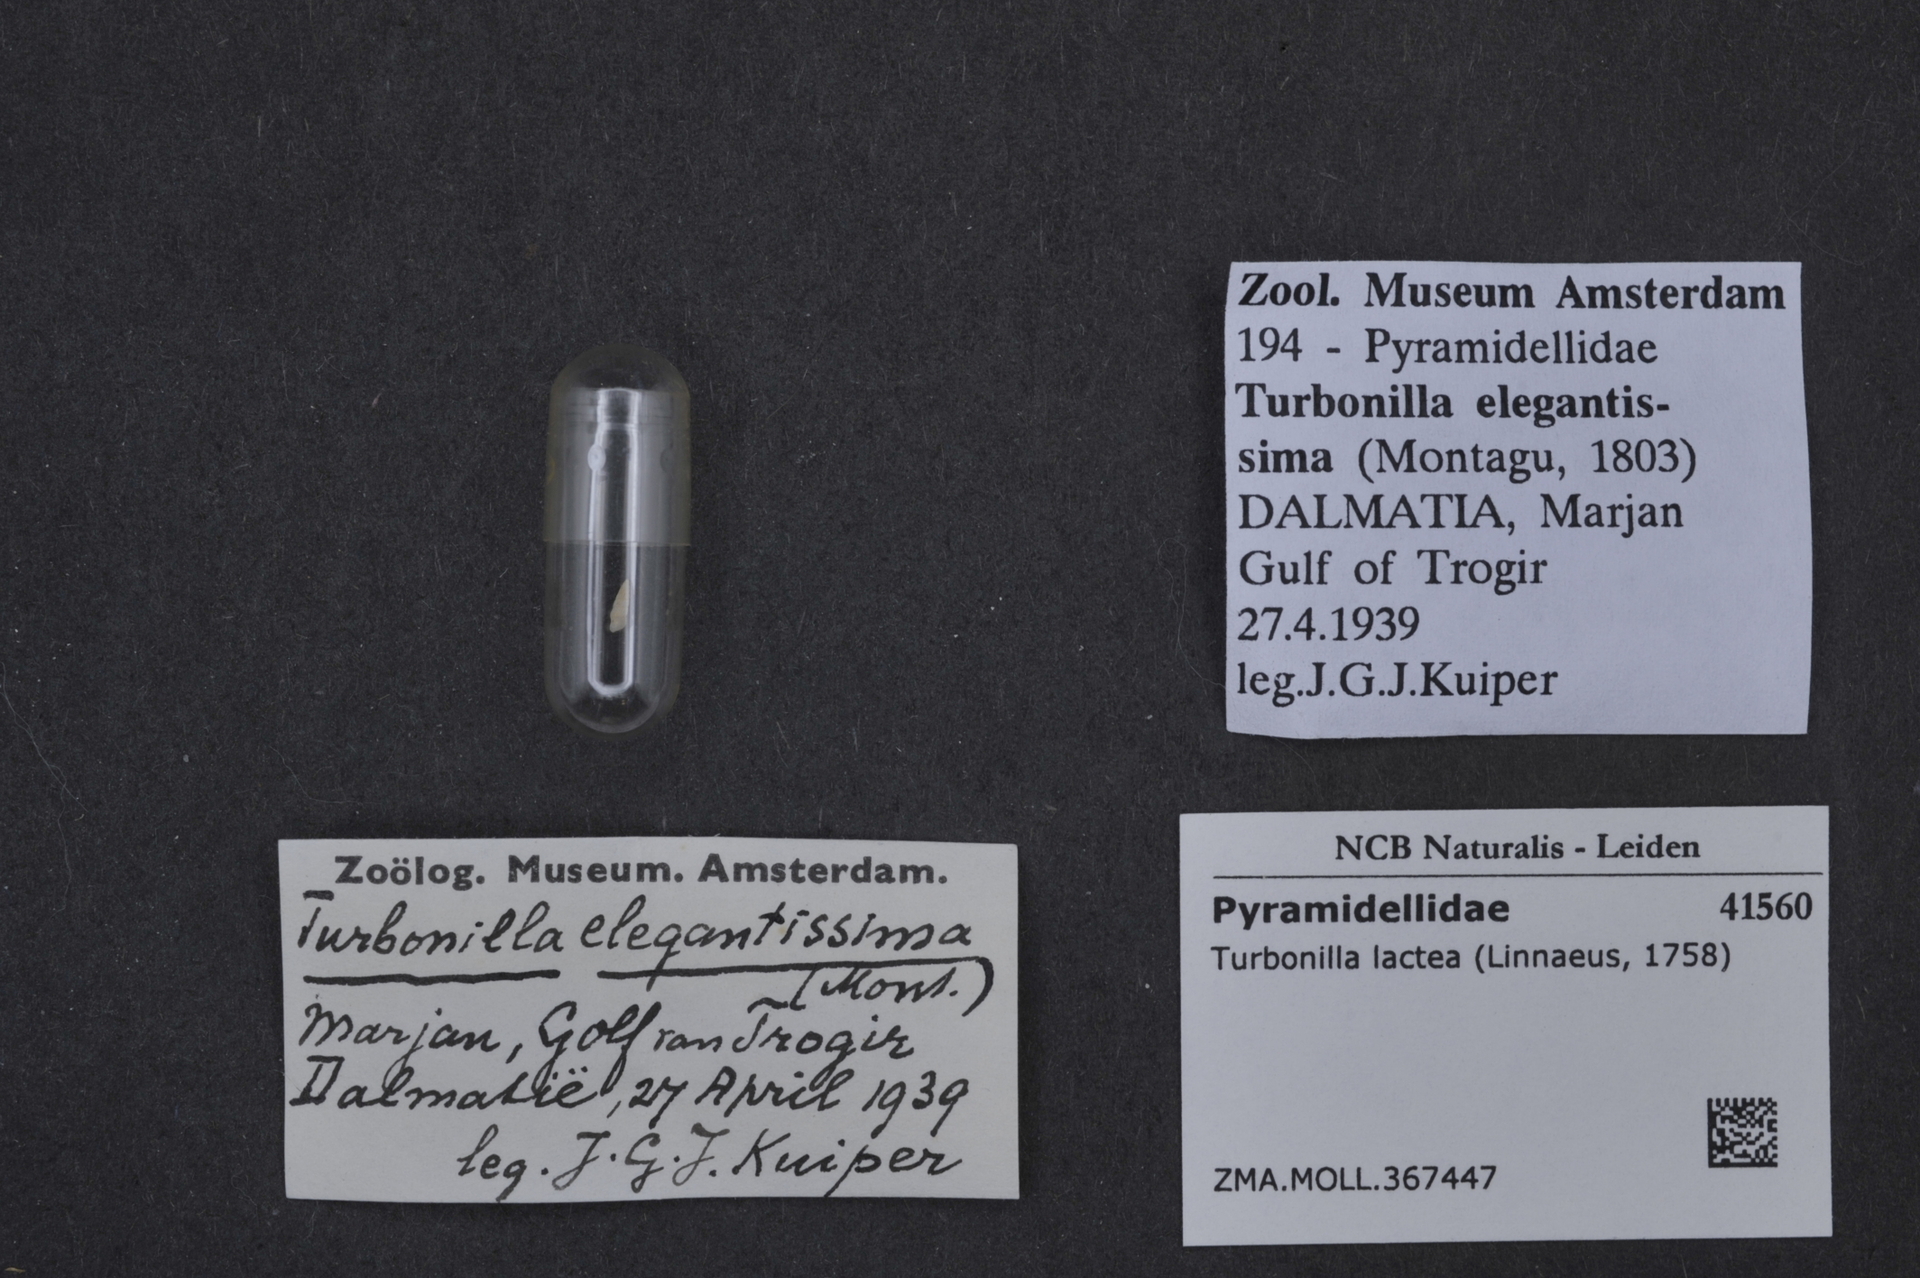 Zool. Museum Amsterdam
194 - Pyramidellidae
Turbonilla elegantis-
sima (Montagu, 1803)
DALMATIA, Marjan
Gulf of Trogir
27.4.1939
leg.J.G.J.Kuiper
Zoölog. Museum. Amsterdam.
Turbonilla elegantissima
(Mont.)
Marjan, Golf van Trogir
Dalmatië, 27 April 1939
leg. J. G. J. Kuiper
NCB Naturalis - Leiden
Pyramidellidae 41560
Turbonilla lactea (Linnaeus, 1758)
ZMA.MOLL.367447